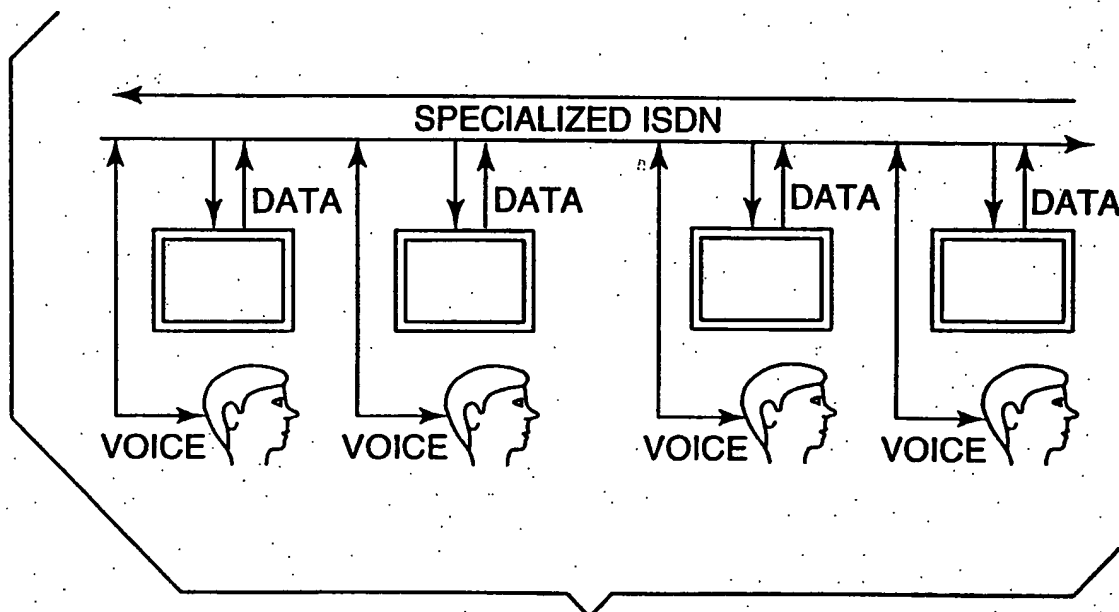 SPECIALIZED ISDN
DATA
DATA
DATA
DATA
VOICE
VOICE
VOICE
VOICE